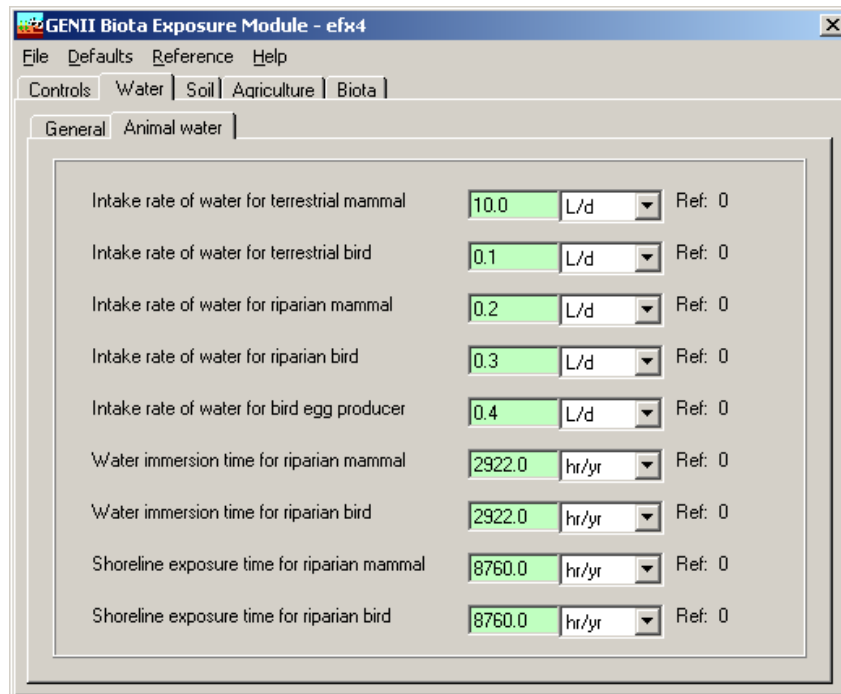 GENII Biota Exposure Module - efx4
File Defaults Reference Help
Controls Water Soil Agriculture Biota
General Animal water
Intake rate of water for terrestrial mammal 10.0 L/d Ref: 0
Intake rate of water for terrestrial bird 0.1 L/d Ref: 0
Intake rate of water for riparian mammal 0.2 L/d Ref: 0
Intake rate of water for riparian bird 0.3 L/d Ref: 0
Intake rate of water for bird egg producer 0.4 L/d Ref: 0
Water immersion time for riparian mammal 2922.0 hr/yr Ref: 0
Water immersion time for riparian bird 2922.0 hr/yr Ref: 0
Shoreline exposure time for riparian mammal 8760.0 hr/yr Ref: 0
Shoreline exposure time for riparian bird 8760.0 hr/yr Ref: 0